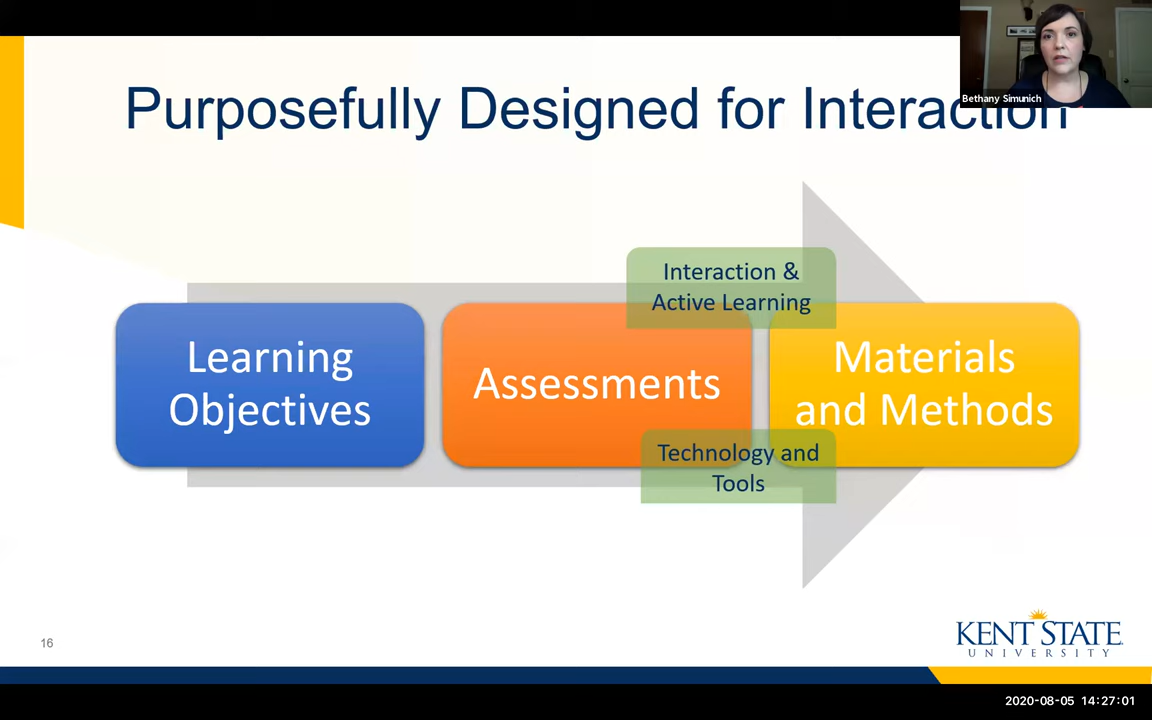 Bethany Simunich
Purposefully Designed for Interaction
Interaction &
Active Learning
Learning
Objectives
Assessments
Materials
and Methods
Technology and
Tools
16
KENT STATE
UNIVERSITY
2020-08-05 14:27:01